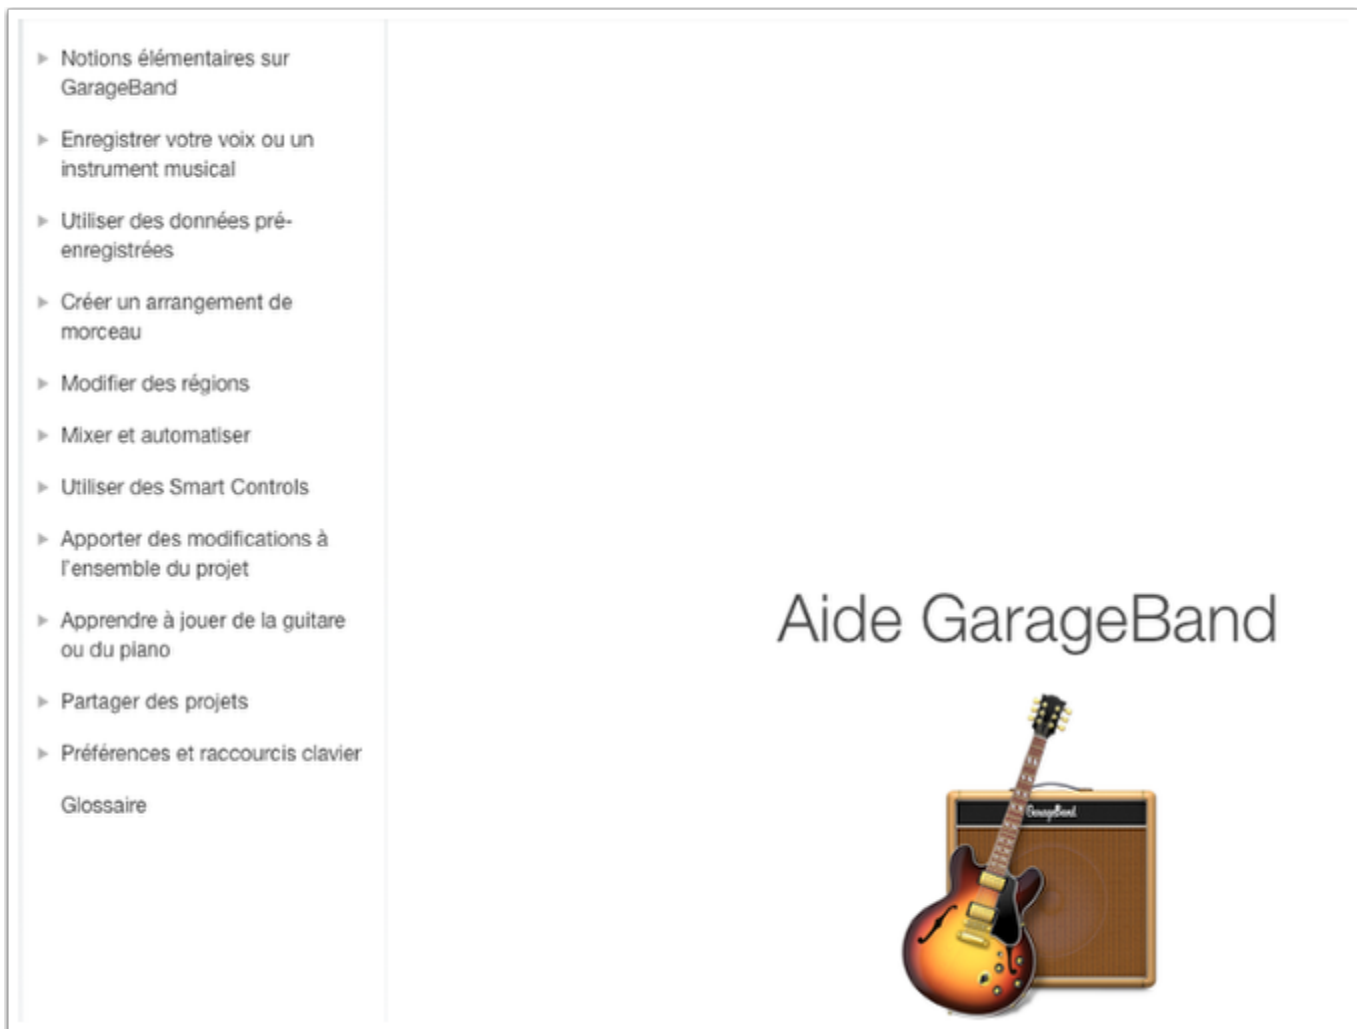 Notions élémentaires sur
GarageBand
Enregistrer votre voix ou un
instrument musical
Utiliser des données pré-
enregistrées
Créer un arrangement de
morceau
Modifier des régions
Mixer et automatiser
Utiliser des Smart Controls
Apporter des modifications à
l'ensemble du projet
Apprendre à jouer de la guitare
ou du piano
Partager des projets
Préférences et raccourcis clavier
Glossaire
Aide GarageBand
GarageBand